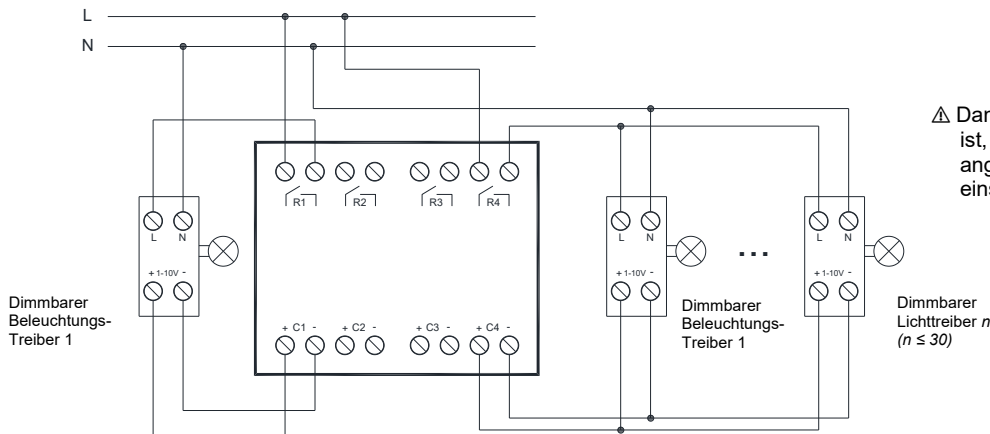 L
N
⚠ Dar
ist,
ang
eins
R1 R2 R3 R4
L N
L N
L N
+ 1-10V -
+ 1-10V -
+ 1-10V -
Dimmbarer
Beleuchtungs-
Treiber 1
+ C1 - + C2 - + C3 - + C4 -
Dimmbarer
Beleuchtungs-
Treiber 1
...
Dimmbarer
Lichttreiber n
(n ≤ 30)